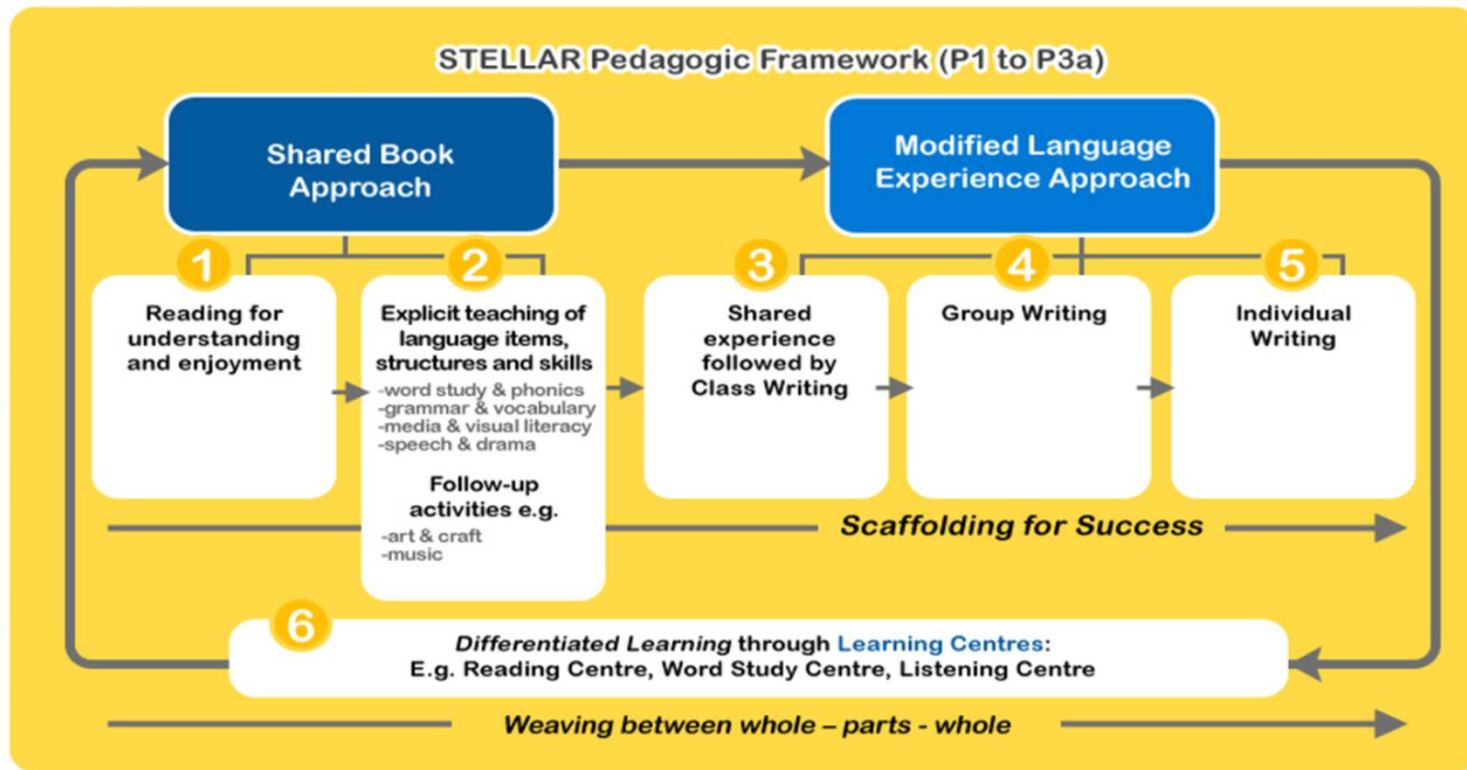 STELLAR Pedagogic Framework (P1 to P3a)
Shared Book
Approach
Modified Language
Experience Approach
1
Reading for
understanding
and enjoyment
2
Explicit teaching of
language items,
structures and skills
-word study & phonics
-grammar & vocabulary
-media & visual literacy
-speech & drama
Follow-up
activities e.g.
-art & craft
-music
3
Shared
experience
followed by
Class Writing
4
Group Writing
5
Individual
Writing
Scaffolding for Success
6
Differentiated Learning through Learning Centres:
E.g. Reading Centre, Word Study Centre, Listening Centre
Weaving between whole – parts - whole